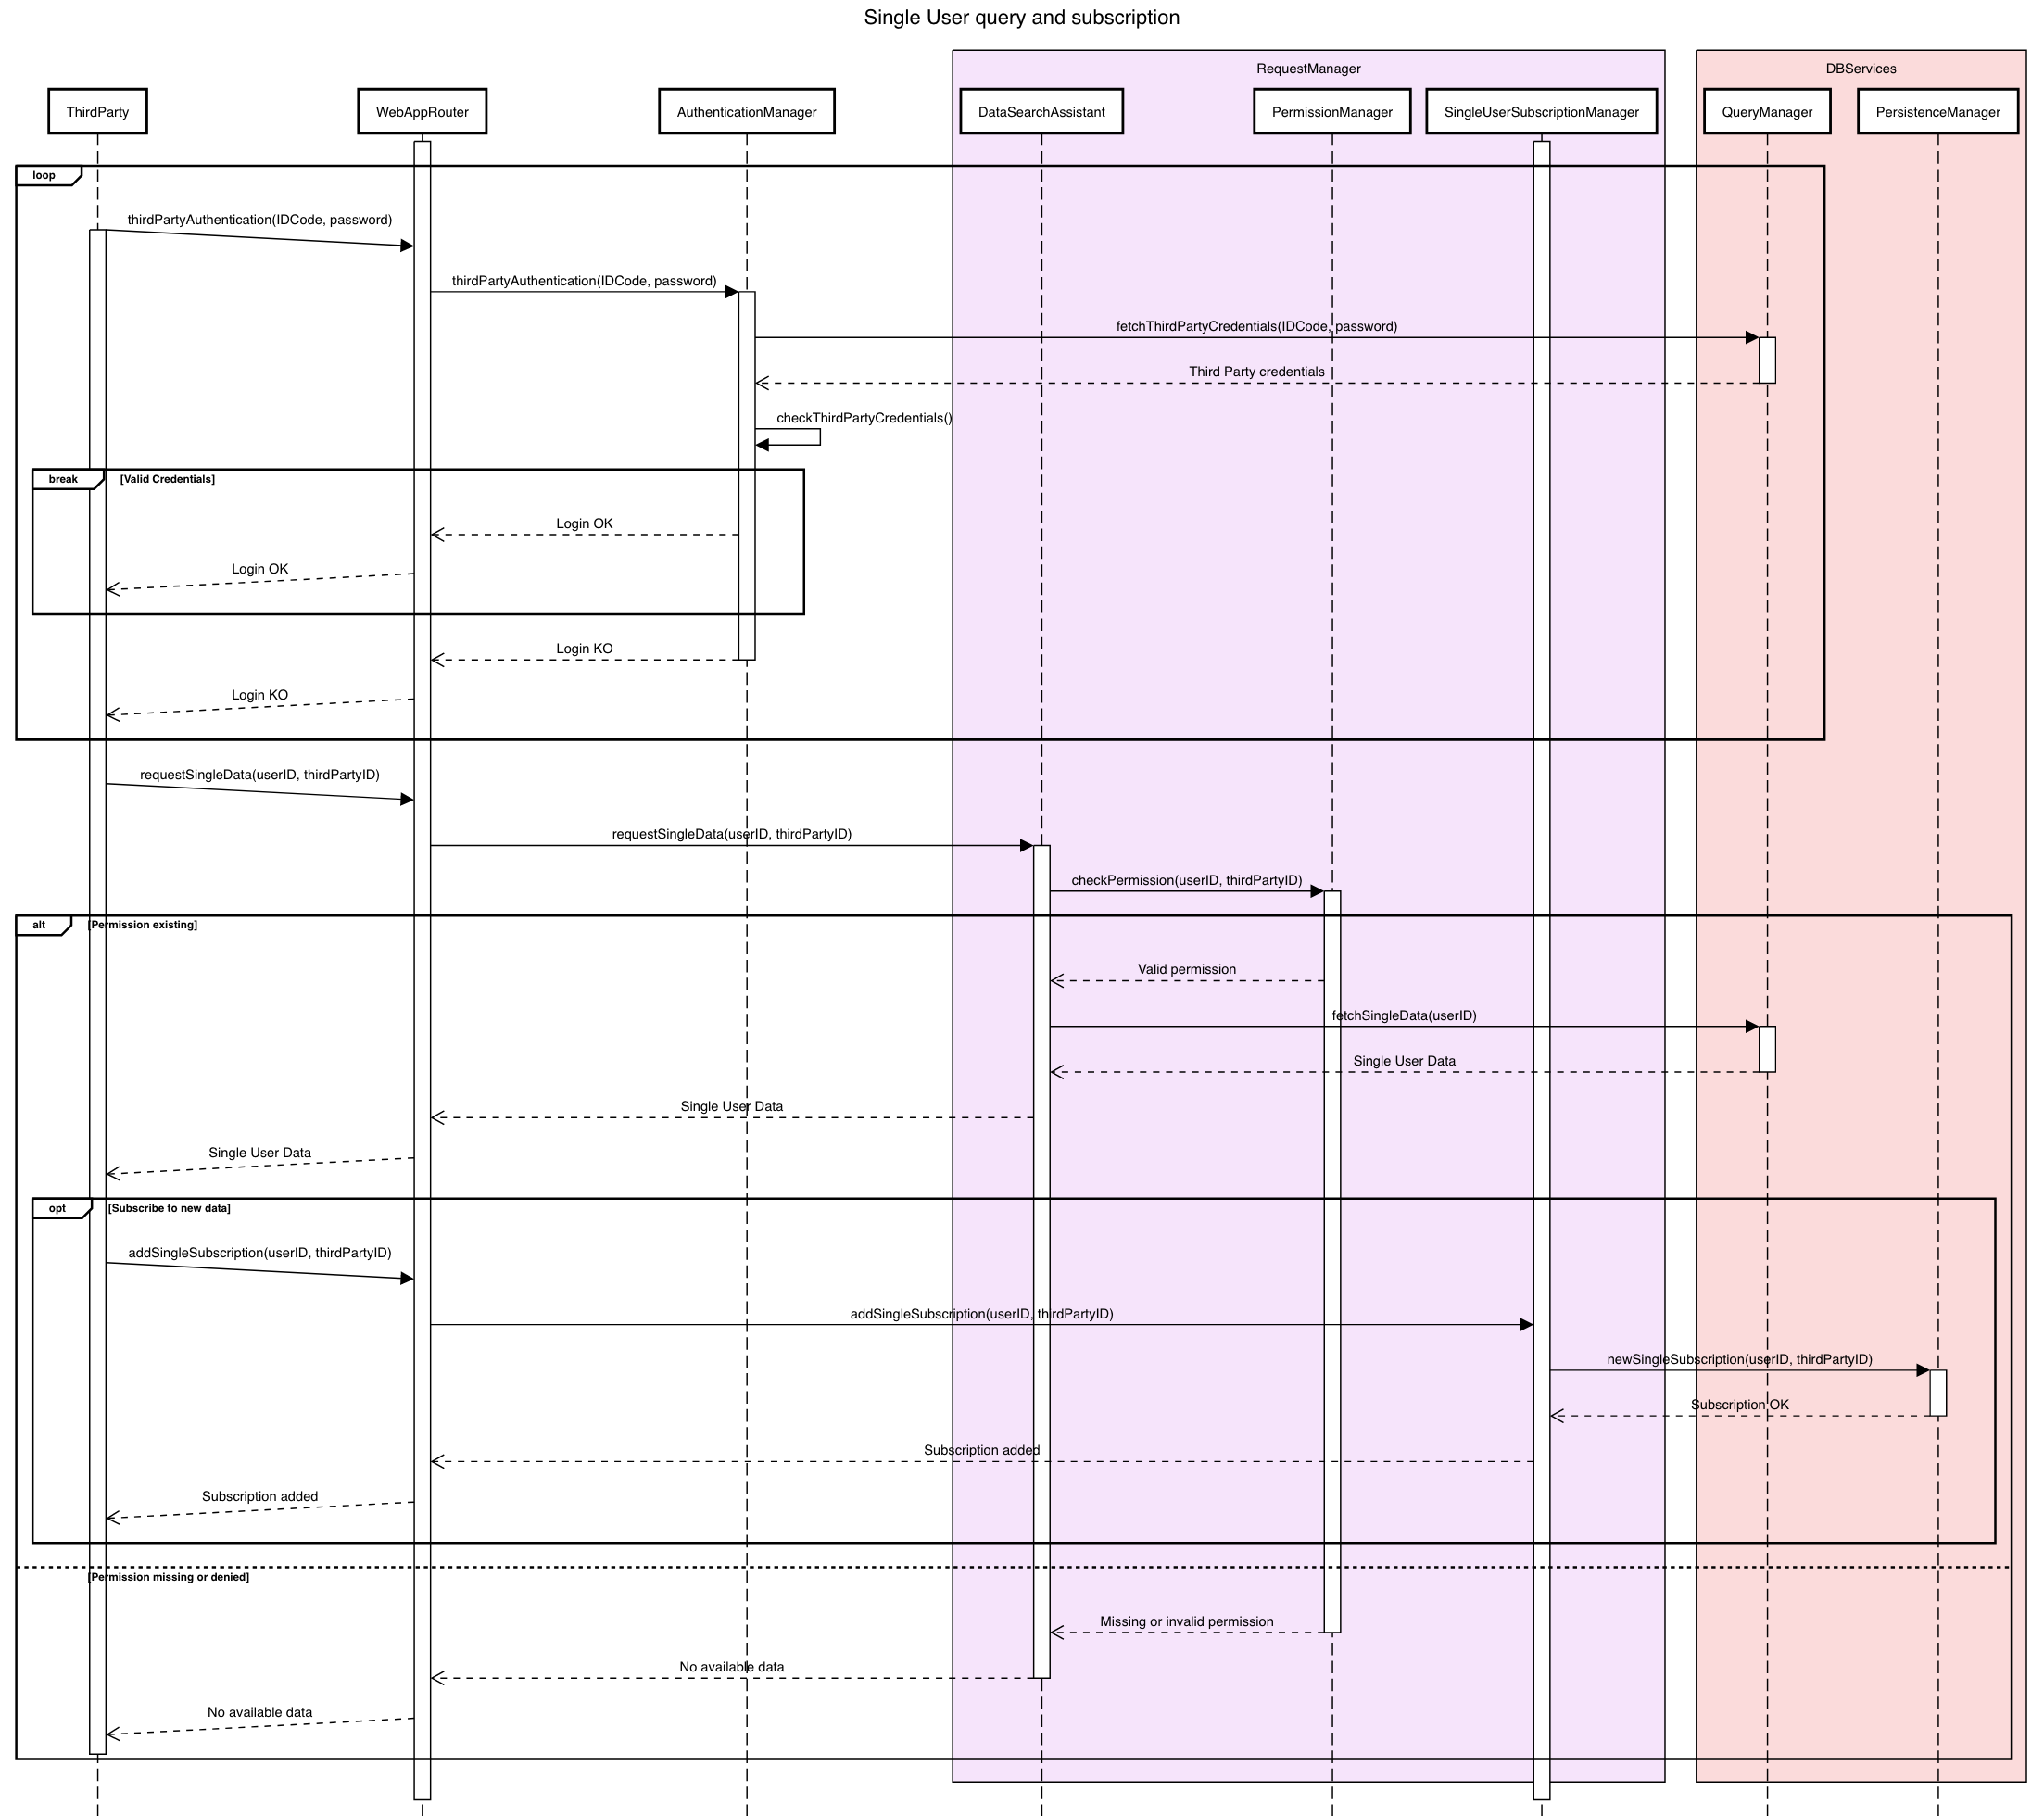 Single User query and subscription
RequestManager
DBServices
ThirdParty
WebAppRouter
AuthenticationManager
DataSearchAssistant
PermissionManager
SingleUserSubscriptionManager
QueryManager
PersistenceManager
loop
thirdPartyAuthentication(IDCode, password)
thirdPartyAuthentication(IDCode, password)
fetchThirdPartyCredentials(IDCode, password)
Third Party credentials
checkThirdPartyCredentials()
break
[Valid Credentials]
Login OK
Login OK
Login KO
Login KO
requestSingleData(userID, thirdPartyID)
requestSingleData(userID, thirdPartyID)
checkPermission(userID, thirdPartyID)
alt
[Permission existing]
Valid permission
fetchSingleData(userID)
Single User Data
Single User Data
Single User Data
opt
[Subscribe to new data]
addSingleSubscription(userID, thirdPartyID)
addSingleSubscription(userID, thirdPartyID)
newSingleSubscription(userID, thirdPartyID)
Subscription OK
Subscription added
Subscription added
[Permission missing or denied]
Missing or invalid permission
No available data
No available data